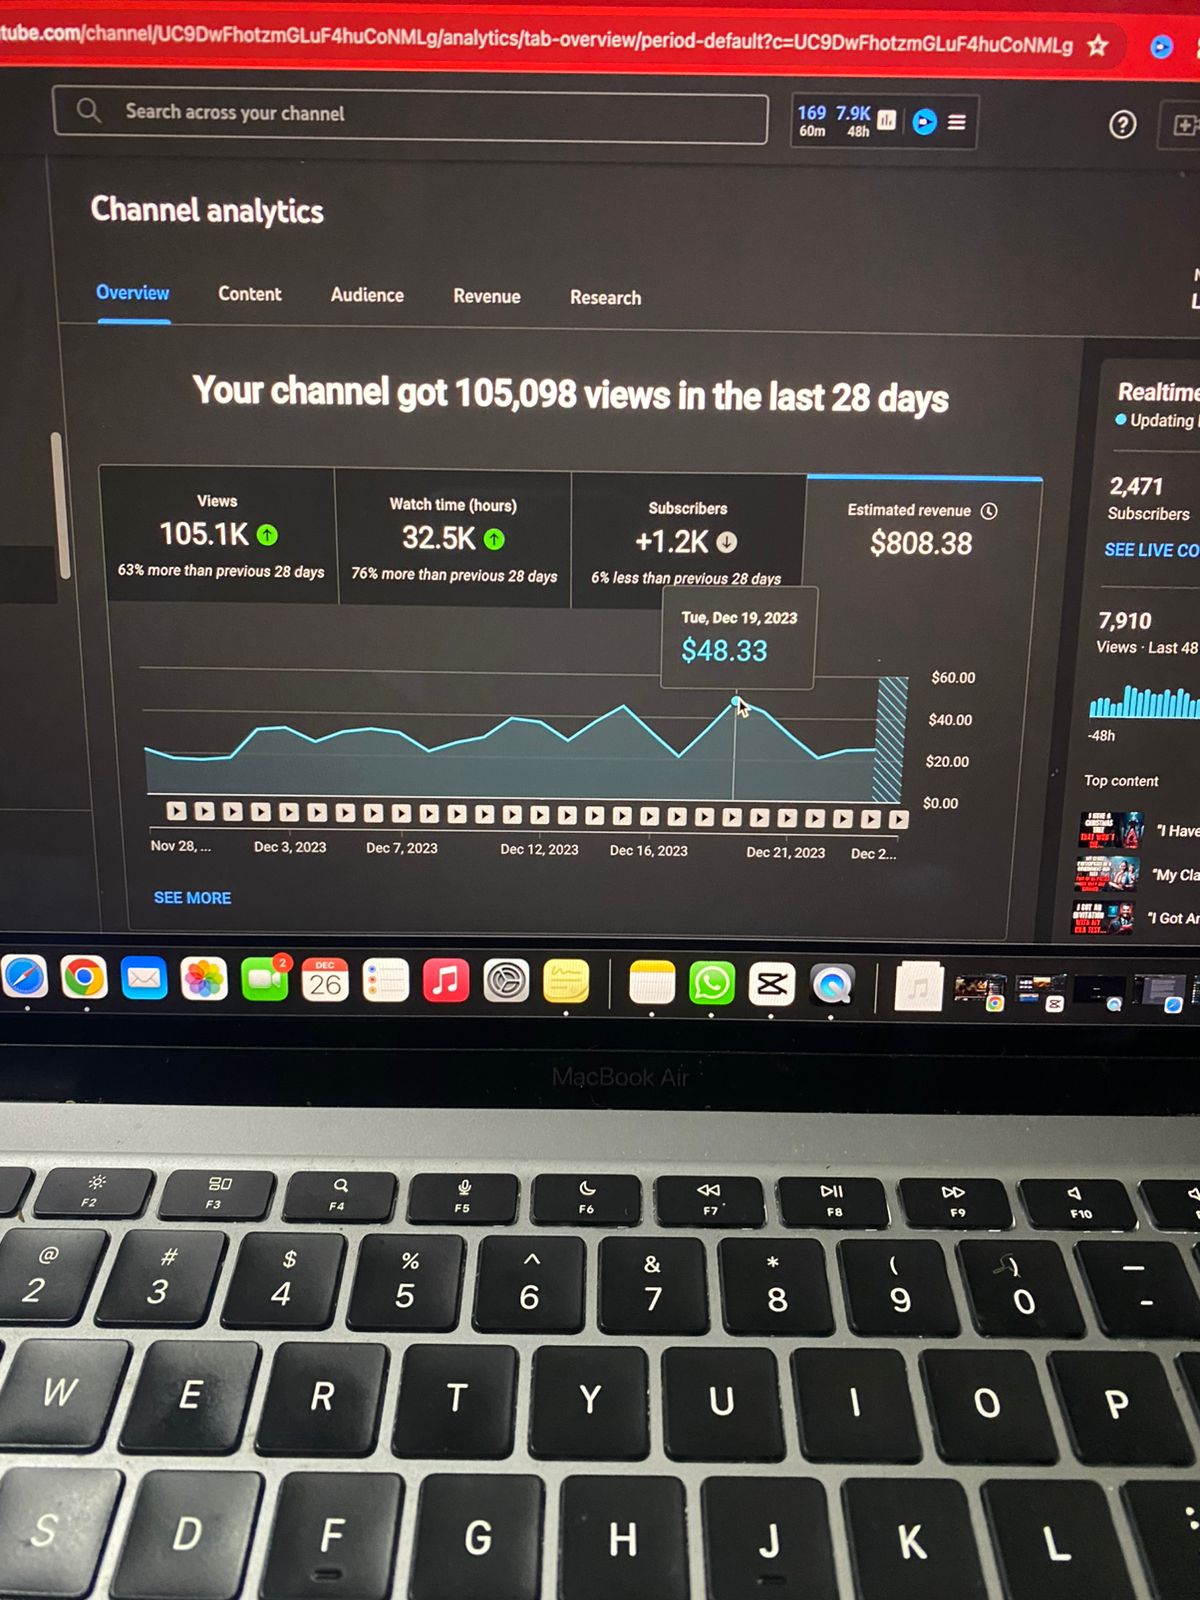 tube.com/channel/UC9DwFhotzmGLuF4huCoNMLg/analytics/tab-overview/period-default?c=UC9DwFhotzmGLuF4huCoNMLg
Search across your channel
169 7.9K
60m 48h
Channel analytics
Overview Content Audience Revenue Research
Your channel got 105,098 views in the last 28 days
Views
105.1K
63% more than previous 28 days
Watch time (hours)
32.5K
76% more than previous 28 days
Subscribers
+1.2K
6% less than previous 28 days
Estimated revenue
$808.38
Tue, Dec 19, 2023
$48.33
$60.00
$40.00
$20.00
$0.00
Nov 28, ... Dec 3, 2023 Dec 7, 2023 Dec 12, 2023 Dec 16, 2023 Dec 21, 2023 Dec 2...
SEE MORE
Realtime
Updating
2,471
Subscribers
SEE LIVE CO
7,910
Views · Last 48
-48h
Top content
"I Have
"My Cla
"I Got An
2
DEC
26
MacBook Air
F2 F3 F4 F5 F6 F7 F8 F9 F10
@ # $ % ^ & * ( ) —
2 3 4 5 6 7 8 9 0 -
W E R T Y U I O P
S D F G H J K L